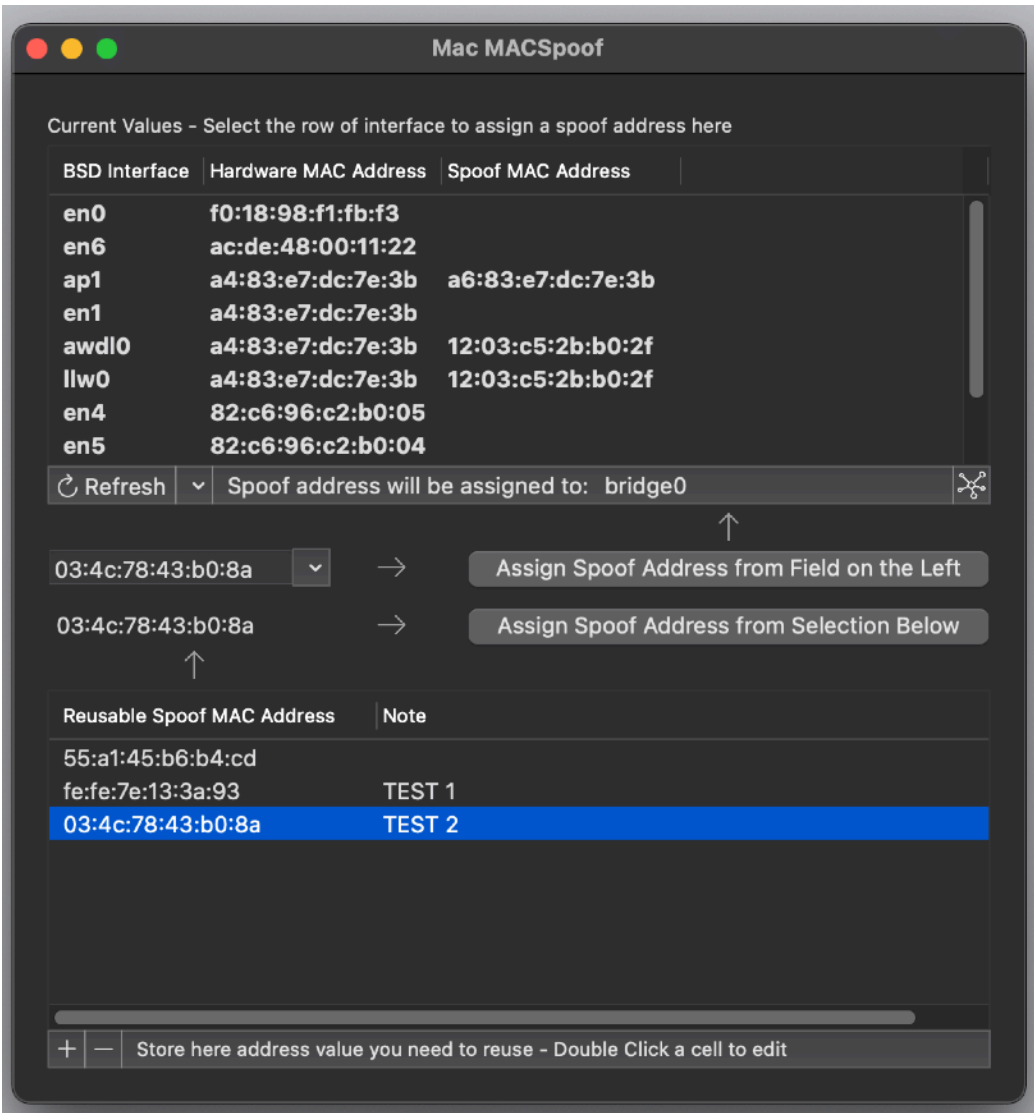 Mac MACSpoof
Current Values - Select the row of interface to assign a spoof address here
BSD Interface Hardware MAC Address Spoof MAC Address
en0 f0:18:98:f1:fb:f3
en6 ac:de:48:00:11:22
ap1 a4:83:e7:dc:7e:3b a6:83:e7:dc:7e:3b
en1 a4:83:e7:dc:7e:3b
awdl0 a4:83:e7:dc:7e:3b 12:03:c5:2b:b0:2f
llw0 a4:83:e7:dc:7e:3b 12:03:c5:2b:b0:2f
en4 82:c6:96:c2:b0:05
en5 82:c6:96:c2:b0:04
Refresh Spoof address will be assigned to: bridge0
03:4c:78:43:b0:8a → Assign Spoof Address from Field on the Left
03:4c:78:43:b0:8a → Assign Spoof Address from Selection Below
Reusable Spoof MAC Address Note
55:a1:45:b6:b4:cd
fe:fe:7e:13:3a:93 TEST 1
03:4c:78:43:b0:8a TEST 2
+ − Store here address value you need to reuse - Double Click a cell to edit